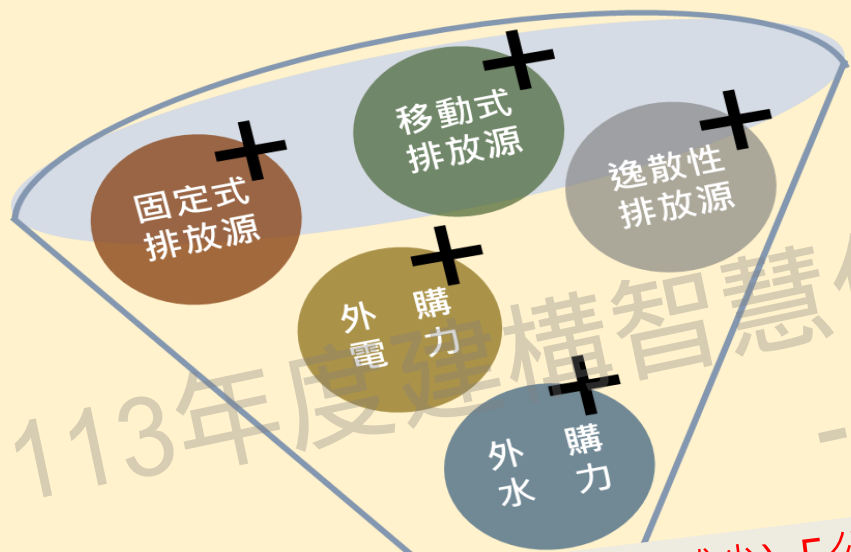 移動式
排放源
固定式
排放源
逸散性
排放源
外 購
電 力
外 購
水 力
113年度建構智慧